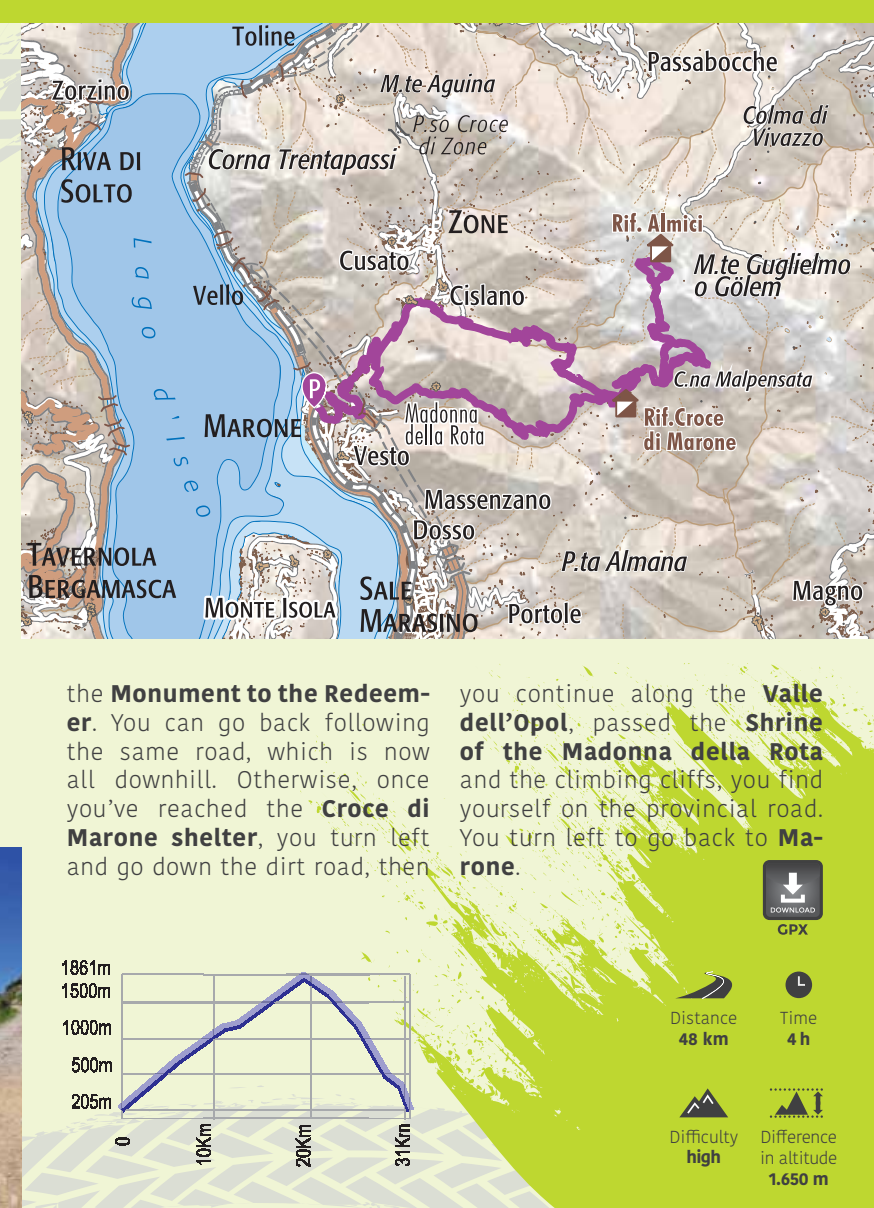 Toline
Passabocche
Zorzino
M.te Aguina
Colma di
Vivazzo
P.so Croce
di Zone
RIVA DI
SOLTO
Corna Trentapassi
ZONE
Rif. Almici
Cusato
M.te Guglielmo
o Gölem
Lago d'Iseo
Vello
Cislano
P
C.na Malpensata
MARONE
Madonna
della Rota
Rif.Croce
di Marone
Vesto
Massenzano
Dosso
TAVERNOLA
BERGAMASCA
P.ta Almana
MONTE ISOLA
SALE
MARASINO
Portole
Magno
the Monument to the Redeem-
er. You can go back following
the same road, which is now
all downhill. Otherwise, once
you've reached the Croce di
Marone shelter, you turn left
and go down the dirt road, then
you continue along the Valle
dell'Opol, passed the Shrine
of the Madonna della Rota
and the climbing cliffs, you find
yourself on the provincial road.
You turn left to go back to Ma-
rone.
DOWNLOAD
GPX
1861m
1500m
1000m
500m
205m
0
10Km
20Km
31Km
Distance
48 km
Time
4 h
Difficulty
high
Difference
in altitude
1.650 m